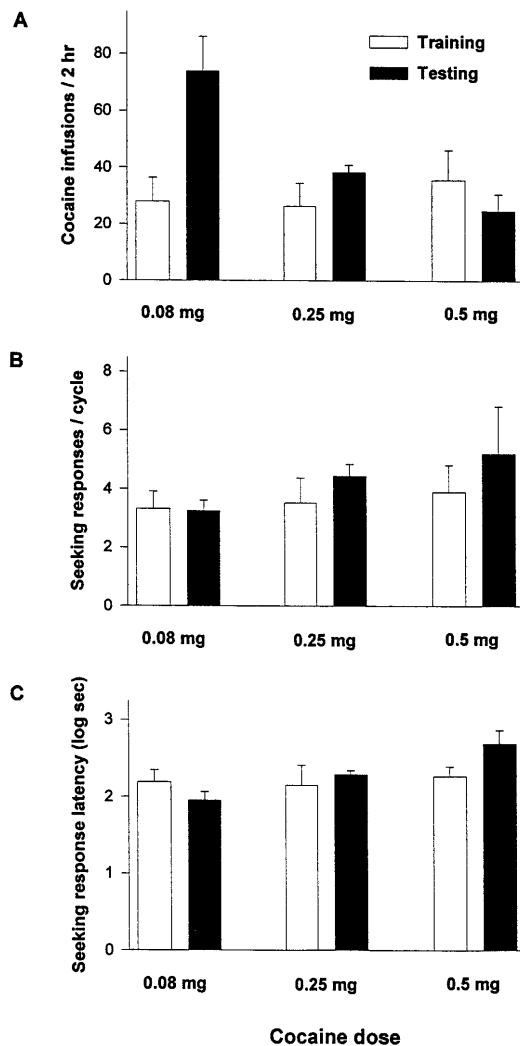 A
Cocaine infusions / 2 hr
80
60
40
20
0
Training
Testing
0.08 mg 0.25 mg 0.5 mg
B
Seeking responses / cycle
8
6
4
2
0
0.08 mg 0.25 mg 0.5 mg
C
Seeking response latency (log sec)
3
2
1
0
0.08 mg 0.25 mg 0.5 mg
Cocaine dose